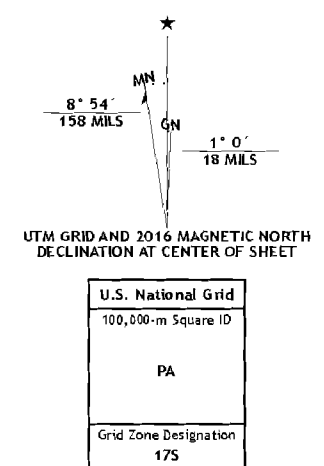 ★
MN
GN
8° 54´
158 MILS
1° 0´
18 MILS
UTM GRID AND 2016 MAGNETIC NORTH
DECLINATION AT CENTER OF SHEET
U.S. National Grid
100,000-m Square ID
PA
Grid Zone Designation
17S